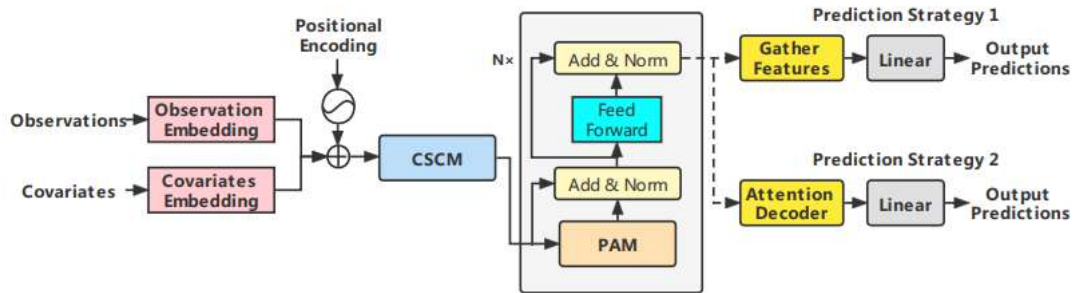 Positional
Encoding
Observations
Observation
Embedding
Covariates
Covariates
Embedding
CSCM
N×
Add & Norm
Feed
Forward
Add & Norm
PAM
Prediction Strategy 1
Gather
Features
Linear
Output
Predictions
Prediction Strategy 2
Attention
Decoder
Linear
Output
Predictions